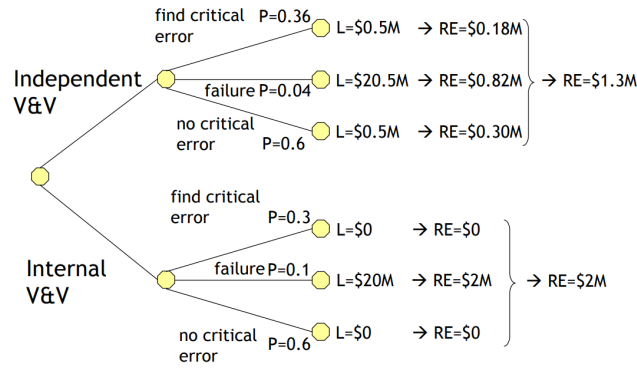 find critical P=0.36
error
L=$0.5M → RE=$0.18M
Independent
V&V
failure P=0.04 L=$20.5M → RE=$0.82M → RE=$1.3M
no critical
error P=0.6
L=$0.5M → RE=$0.30M
find critical
error P=0.3
L=$0 → RE=$0
Internal
V&V
failure P=0.1 L=$20M → RE=$2M → RE=$2M
no critical
error P=0.6
L=$0 → RE=$0